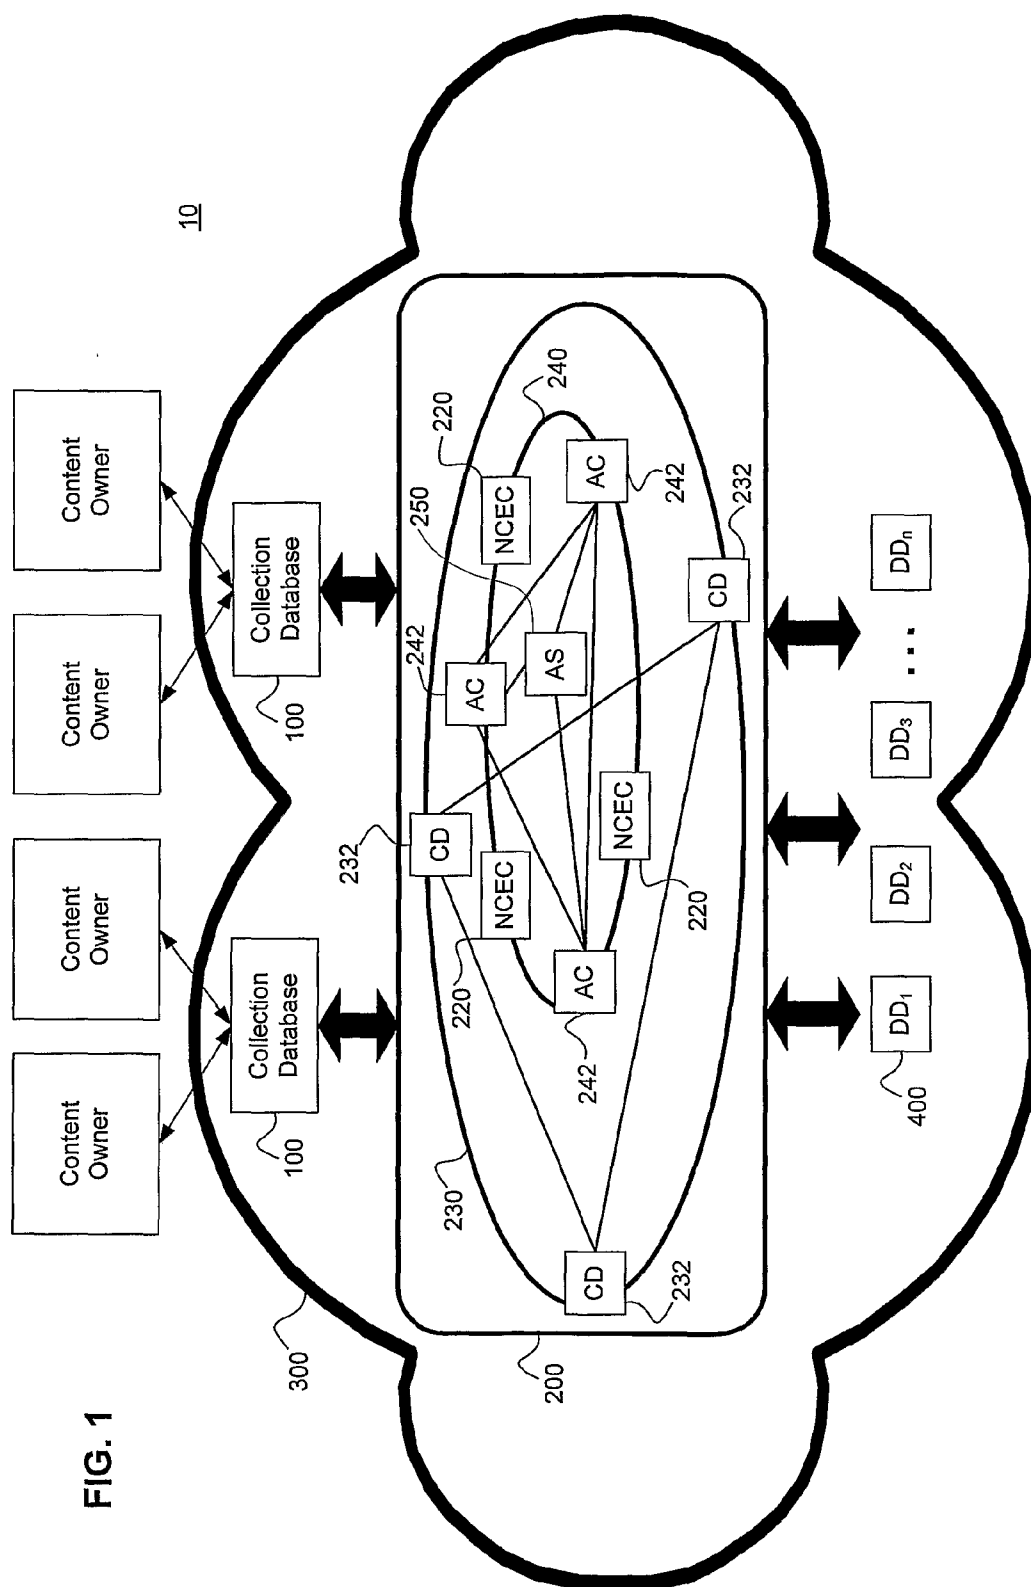 FIG. 1
10
Content
Owner
Content
Owner
Content
Owner
Content
Owner
300
Collection
Database
100
Collection
Database
100
200
230
232
CD
242
AC
220
NCEC
240
220
NCEC
250
AS
AC
242
CD
232
AC
242
NCEC
220
CD
232
400
DD1
DD2
DD3
...
DDn